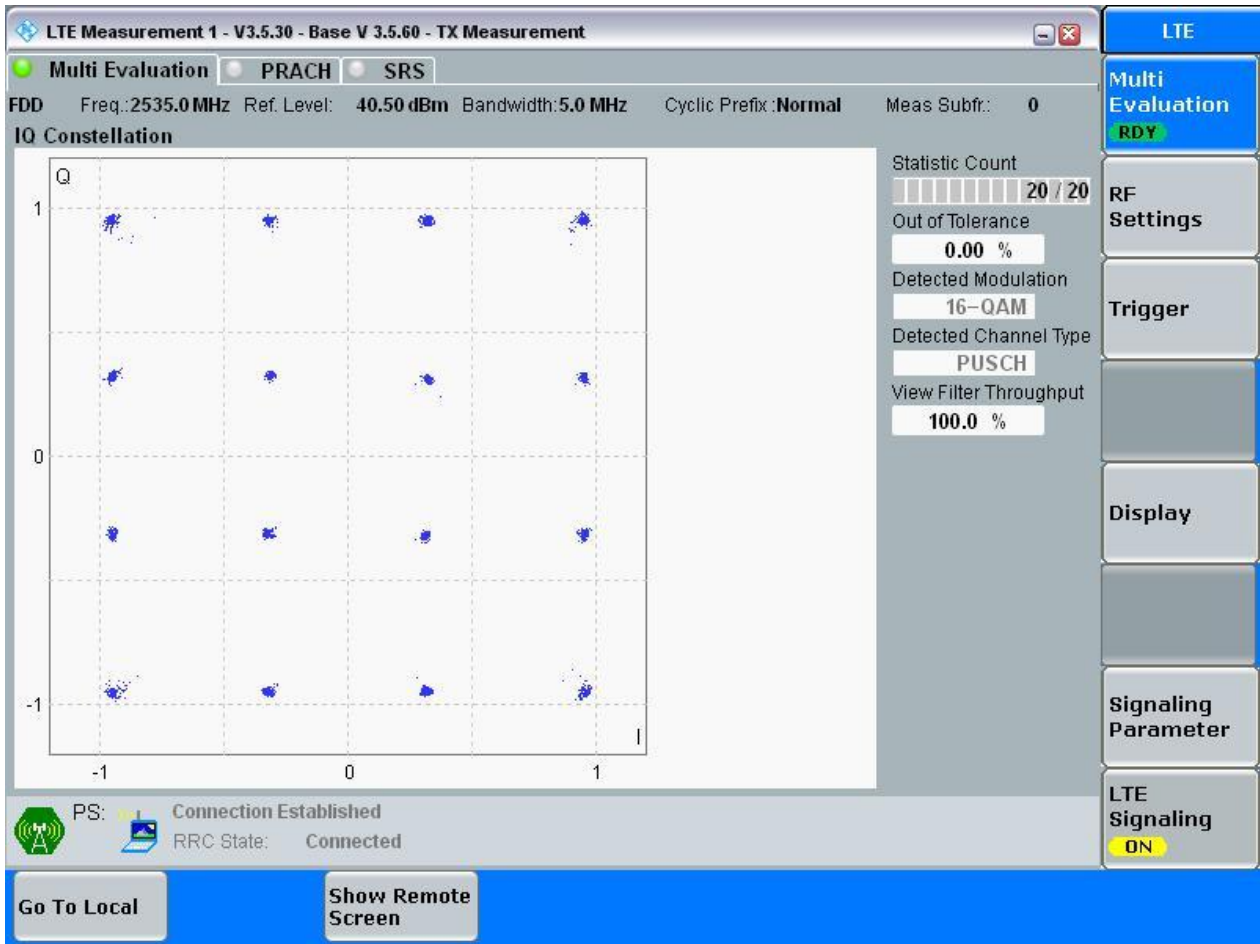 LTE Measurement 1 - V3.5.30 - Base V 3.5.60 - TX Measurement
LTE
Multi Evaluation PRACH SRS
FDD Freq.:2535.0 MHz Ref. Level: 40.50 dBm Bandwidth:5.0 MHz Cyclic Prefix :Normal Meas Subfr.: 0
IQ Constellation
Q
1
0
-1
I
-1 0 1
Statistic Count
20 / 20
Out of Tolerance
0.00 %
Detected Modulation
16-QAM
Detected Channel Type
PUSCH
View Filter Throughput
100.0 %
Multi
Evaluation
RDY
RF
Settings
Trigger
Display
Signaling
Parameter
LTE
Signaling
ON
PS: Connection Established
RRC State: Connected
Go To Local
Show Remote
Screen